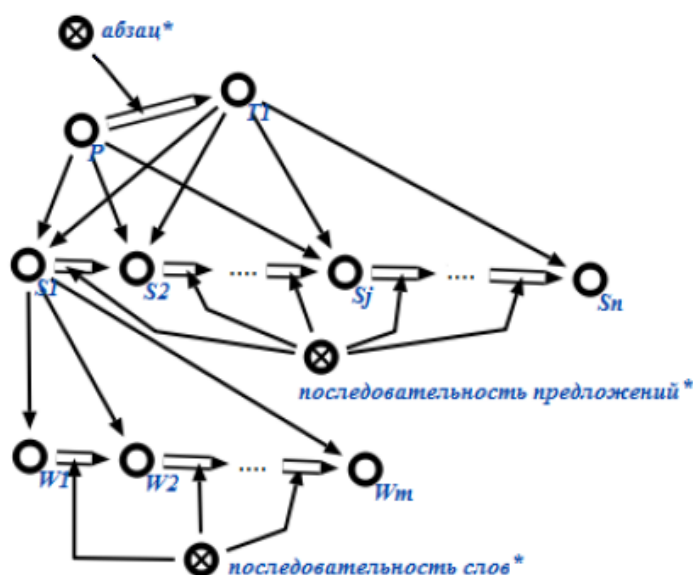 абзац*
T1
P
S1
S2
....
Sj
....
Sn
последовательность предложений*
W1
W2
....
Wm
последовательность слов*